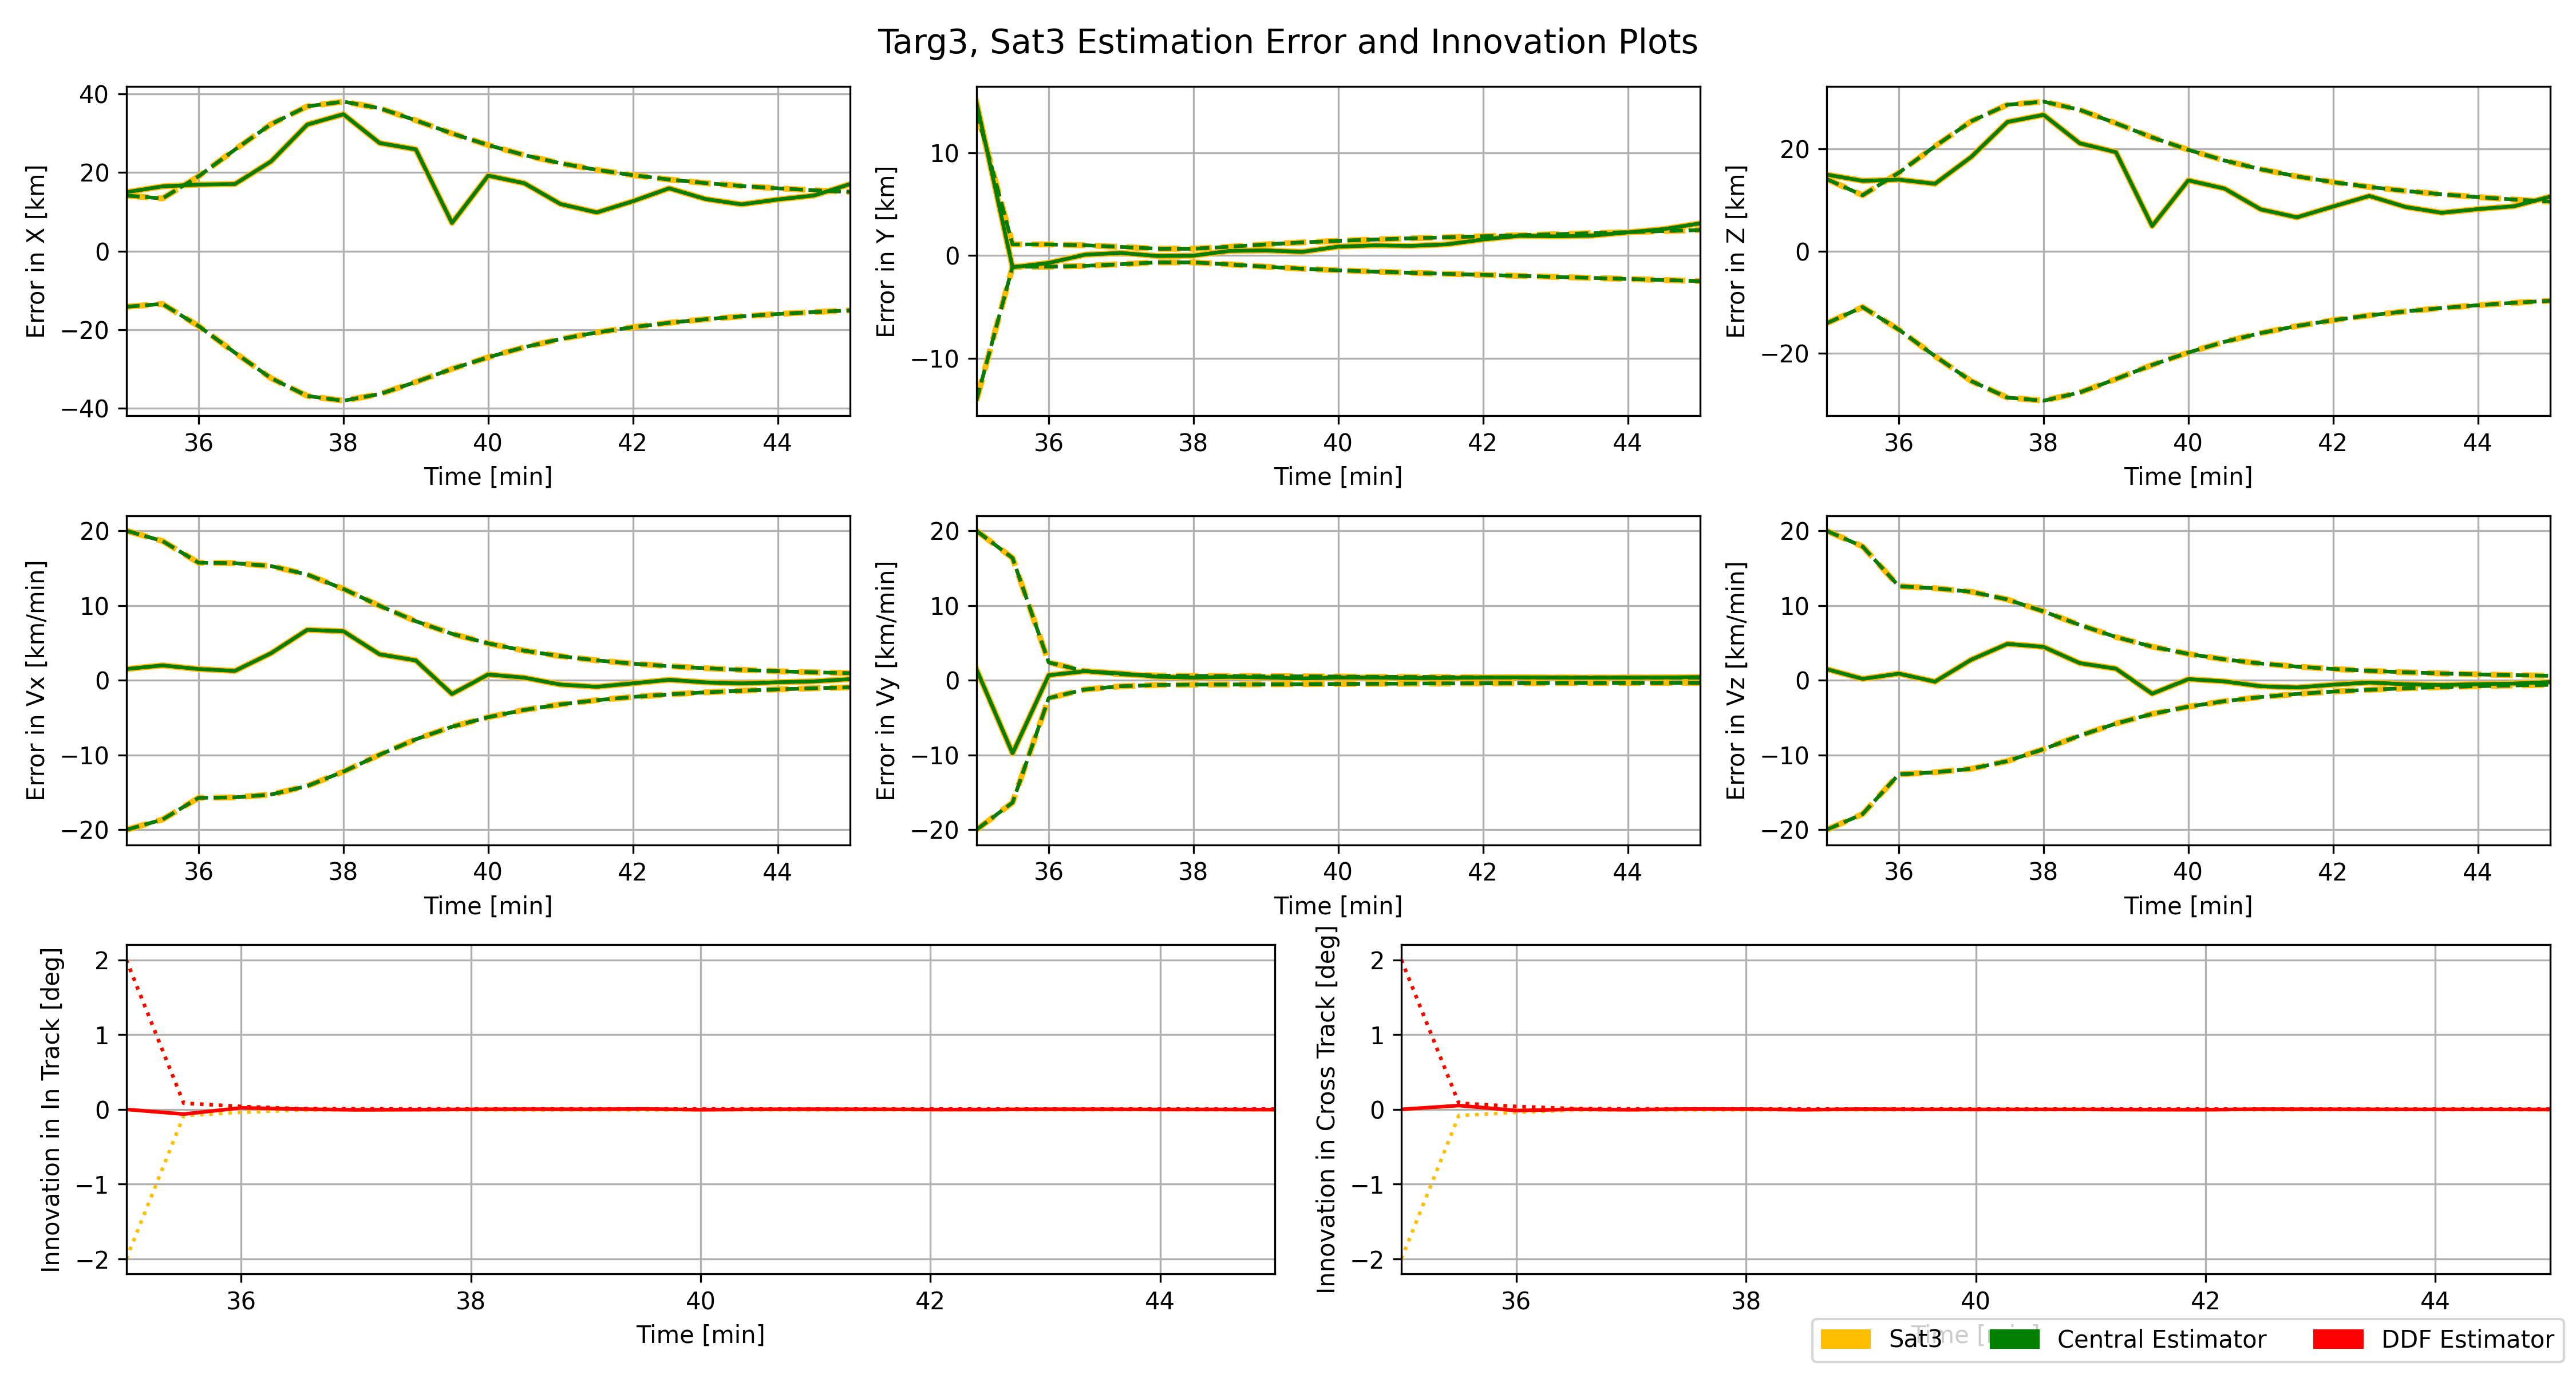 Targ3, Sat3 Estimation Error and Innovation Plots
Error in X [km]
40
20
0
−20
−40
36 38 40 42 44
Time [min]
Error in Y [km]
10
0
−10
36 38 40 42 44
Time [min]
Error in Z [km]
20
0
−20
36 38 40 42 44
Time [min]
Error in Vx [km/min]
20
10
0
−10
−20
36 38 40 42 44
Time [min]
Error in Vy [km/min]
20
10
0
−10
−20
36 38 40 42 44
Time [min]
Error in Vz [km/min]
20
10
0
−10
−20
36 38 40 42 44
Time [min]
Innovation in In Track [deg]
2
1
0
−1
−2
36 38 40 42 44
Time [min]
Innovation in Cross Track [deg]
2
1
0
−1
−2
36 38 40 42 44
Time [min]
Sat3 Central Estimator DDF Estimator